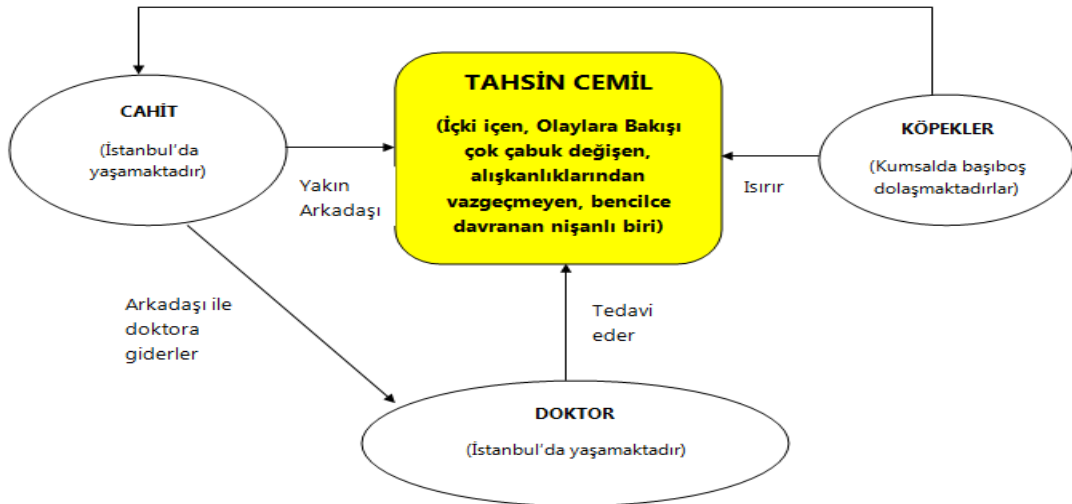 CAHİT
(İstanbul'da
yaşamaktadır)
TAHSİN CEMİL
(İçki içen, Olaylara Bakışı
çok çabuk değişen,
alışkanlıklarından
vazgeçmeyen, bencilce
davranan nişanlı biri)
KÖPEKLER
(Kumsalda başıboş
dolaşmaktadırlar)
Yakın
Arkadaşı
Isırır
Arkadaşı ile
doktora
giderler
Tedavi
eder
DOKTOR
(İstanbul'da yaşamaktadır)